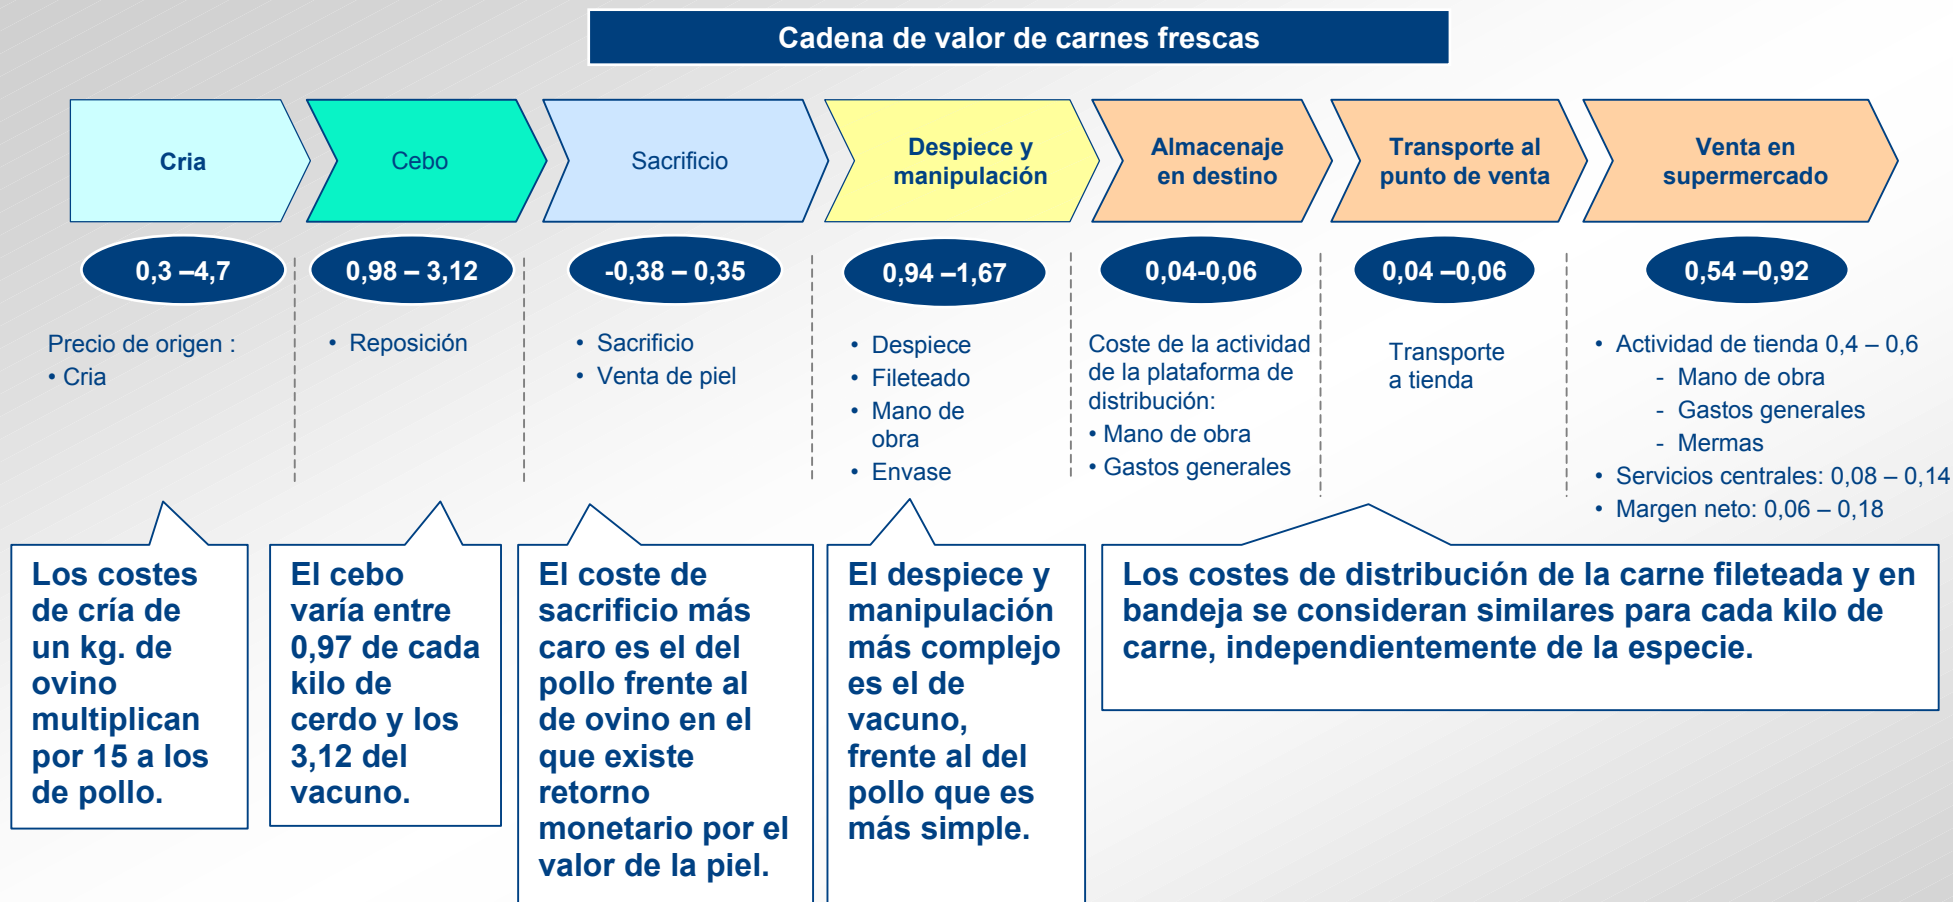 Cadena de valor de carnes frescas
Cria
Cebo
Sacrificio
Despiece y
manipulación
Almacenaje
en destino
Transporte al
punto de venta
Venta en
supermercado
0,3 –4,7
0,98 – 3,12
-0,38 – 0,35
0,94 –1,67
0,04-0,06
0,04 –0,06
0,54 –0,92
Precio de origen :
• Cria
• Reposición
• Sacrificio
• Venta de piel
• Despiece
• Fileteado
• Mano de
obra
• Envase
Coste de la actividad
de la plataforma de
distribución:
• Mano de obra
• Gastos generales
Transporte
a tienda
• Actividad de tienda 0,4 – 0,6
- Mano de obra
- Gastos generales
- Mermas
• Servicios centrales: 0,08 – 0,14
• Margen neto: 0,06 – 0,18
Los costes
de cría de
un kg. de
ovino
multiplican
por 15 a los
de pollo.
El cebo
varía entre
0,97 de cada
kilo de
cerdo y los
3,12 del
vacuno.
El coste de
sacrificio más
caro es el del
pollo frente al
de ovino en el
que existe
retorno
monetario por el
valor de la piel.
El despiece y
manipulación
más complejo
es el de
vacuno,
frente al del
pollo que es
más simple.
Los costes de distribución de la carne fileteada y en
bandeja se consideran similares para cada kilo de
carne, independientemente de la especie.